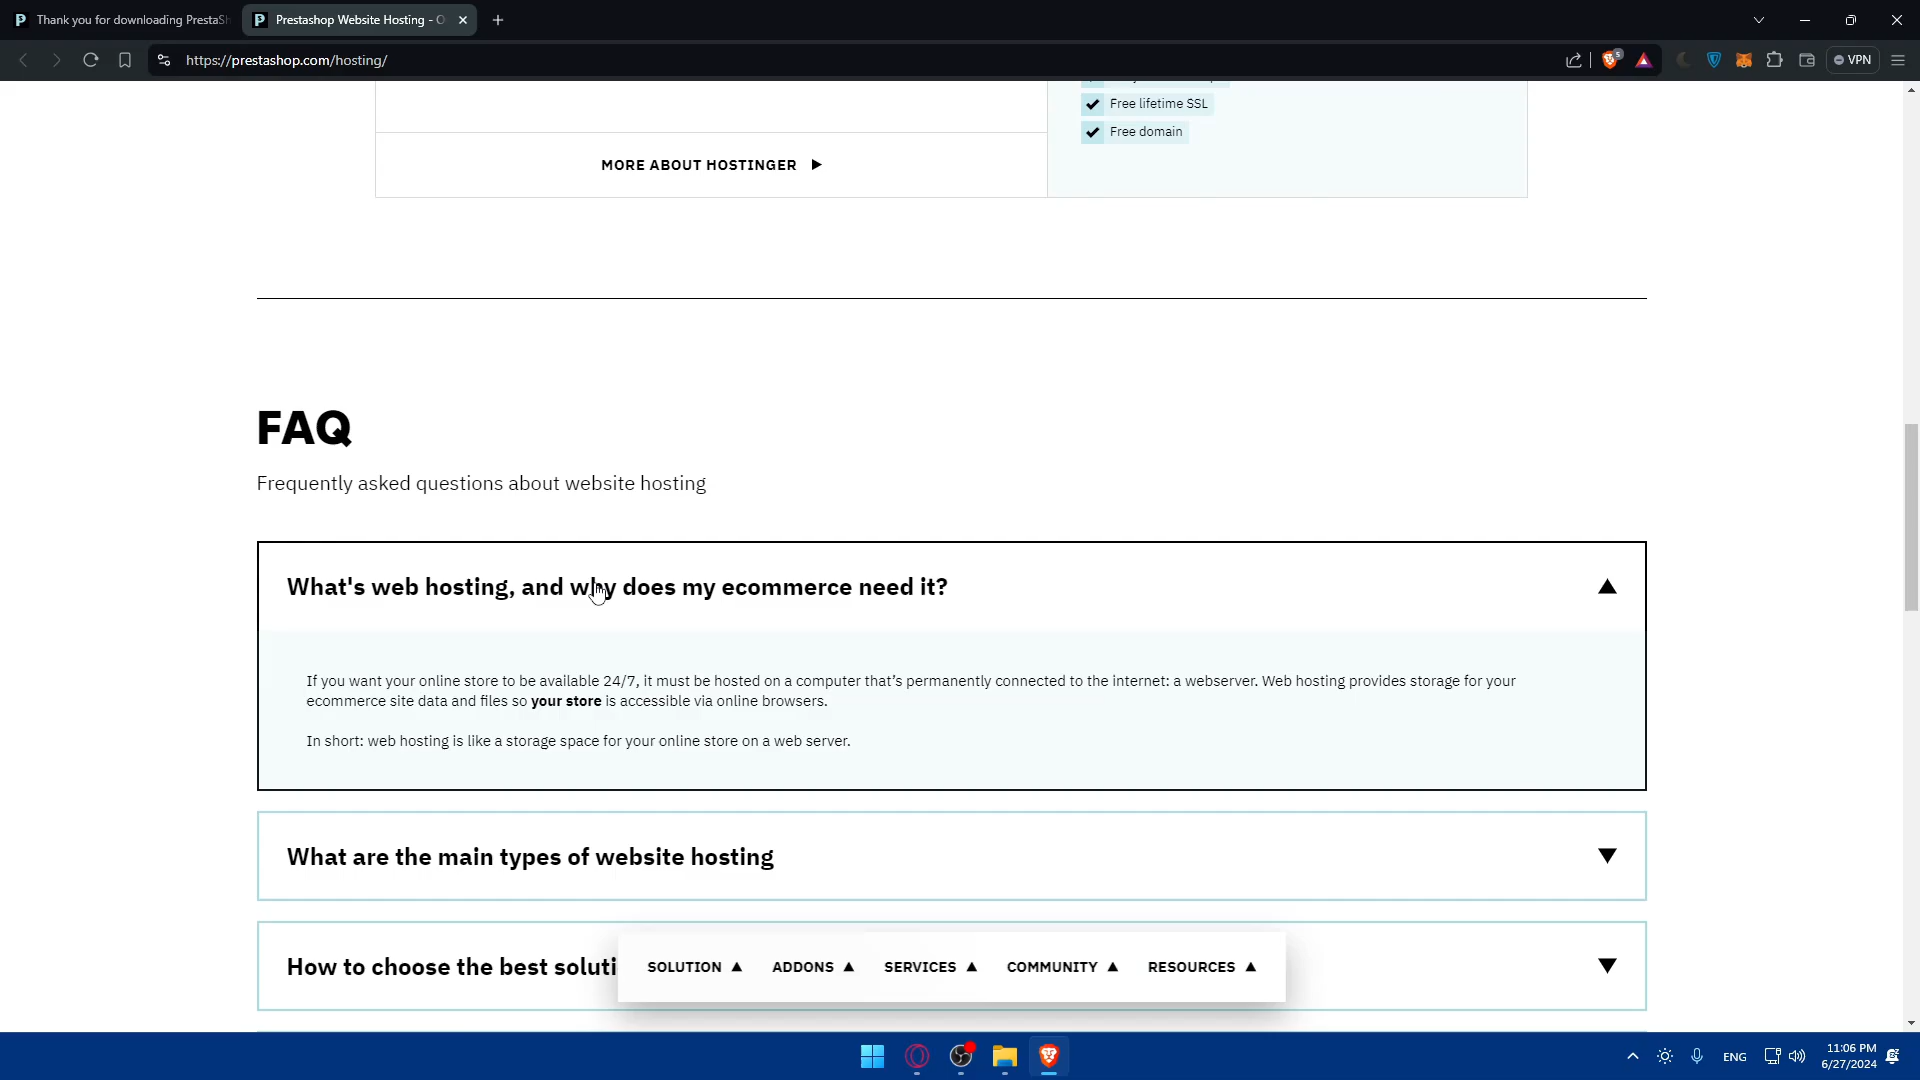 Thank you for downloading PrestaSh
Prestashop Website Hosting - O
https://prestashop.com/hosting/
5
VPN
Free lifetime SSL
Free domain
MORE ABOUT HOSTINGER
FAQ
Frequently asked questions about website hosting
What's web hosting, and why does my ecommerce need it?
If you want your online store to be available 24/7, it must be hosted on a computer that’s permanently connected to the internet: a webserver. Web hosting provides storage for your
ecommerce site data and files so your store is accessible via online browsers.
In short: web hosting is like a storage space for your online store on a web server.
What are the main types of website hosting
How to choose the best soluti
SOLUTION
ADDONS
SERVICES
COMMUNITY
RESOURCES
ENG
11:06 PM
6/27/2024